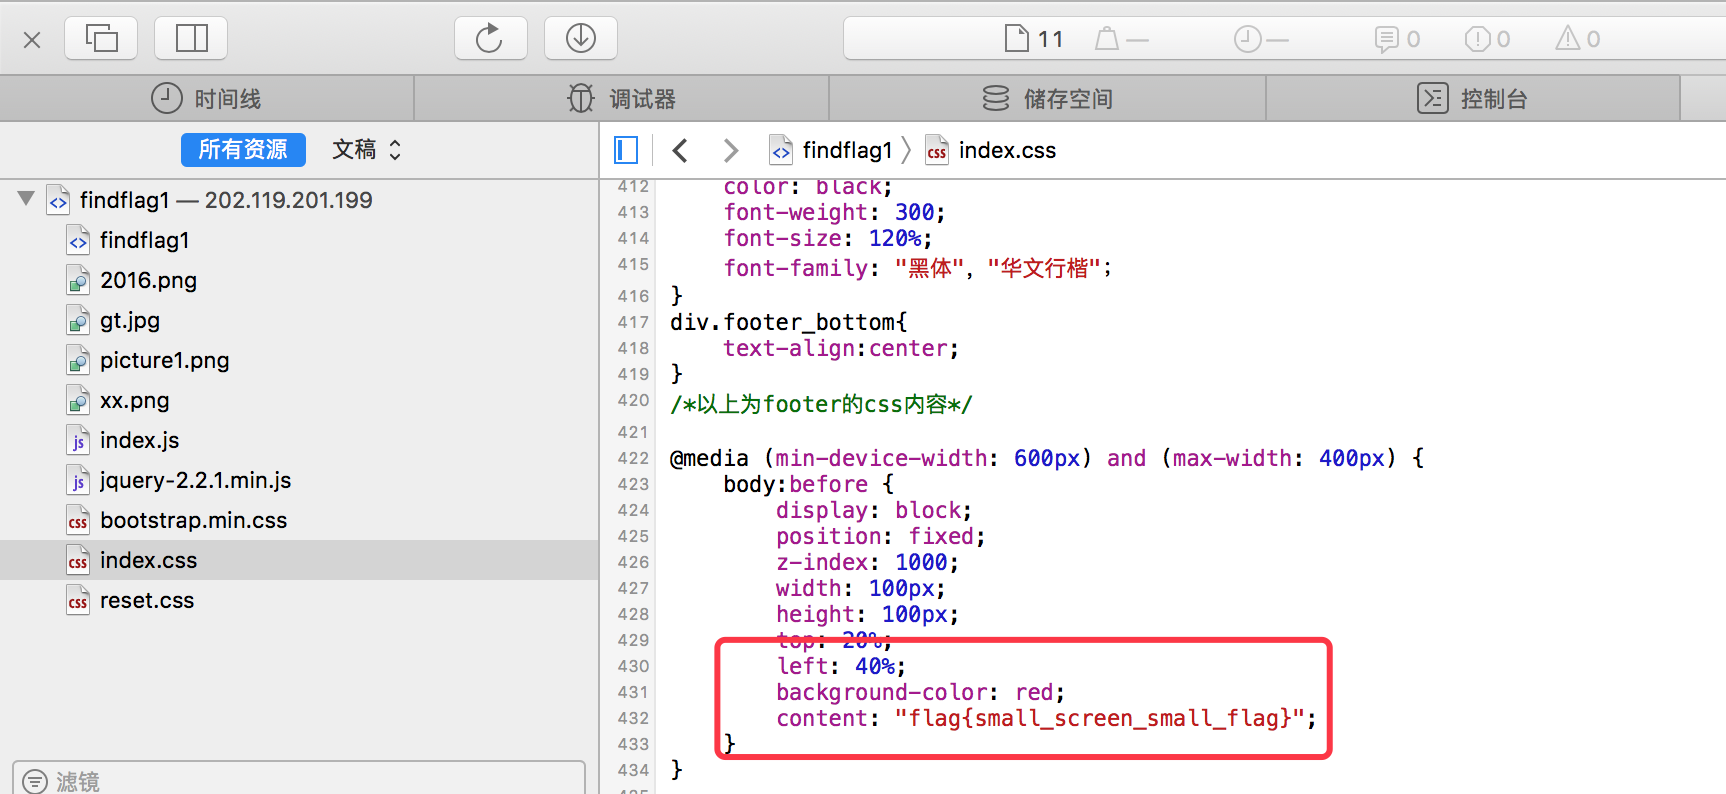 11 — — 0 0 0
时间线 调试器 储存空间 控制台
所有资源 文稿 findflag1 index.css
findflag1 — 202.119.201.199
findflag1
2016.png
gt.jpg
picture1.png
xx.png
index.js
jquery-2.2.1.min.js
bootstrap.min.css
index.css
reset.css
滤镜
412 color: black;
413 font-weight: 300;
414 font-size: 120%;
415 font-family: "黑体", "华文行楷";
416 }
417 div.footer_bottom{
418 text-align:center;
419 }
420 /*以上为footer的css内容*/
421
422 @media (min-device-width: 600px) and (max-width: 400px) {
423 body:before {
424 display: block;
425 position: fixed;
426 z-index: 1000;
427 width: 100px;
428 height: 100px;
429 top: 20%;
430 left: 40%;
431 background-color: red;
432 content: "flag{small_screen_small_flag}";
433 }
434 }